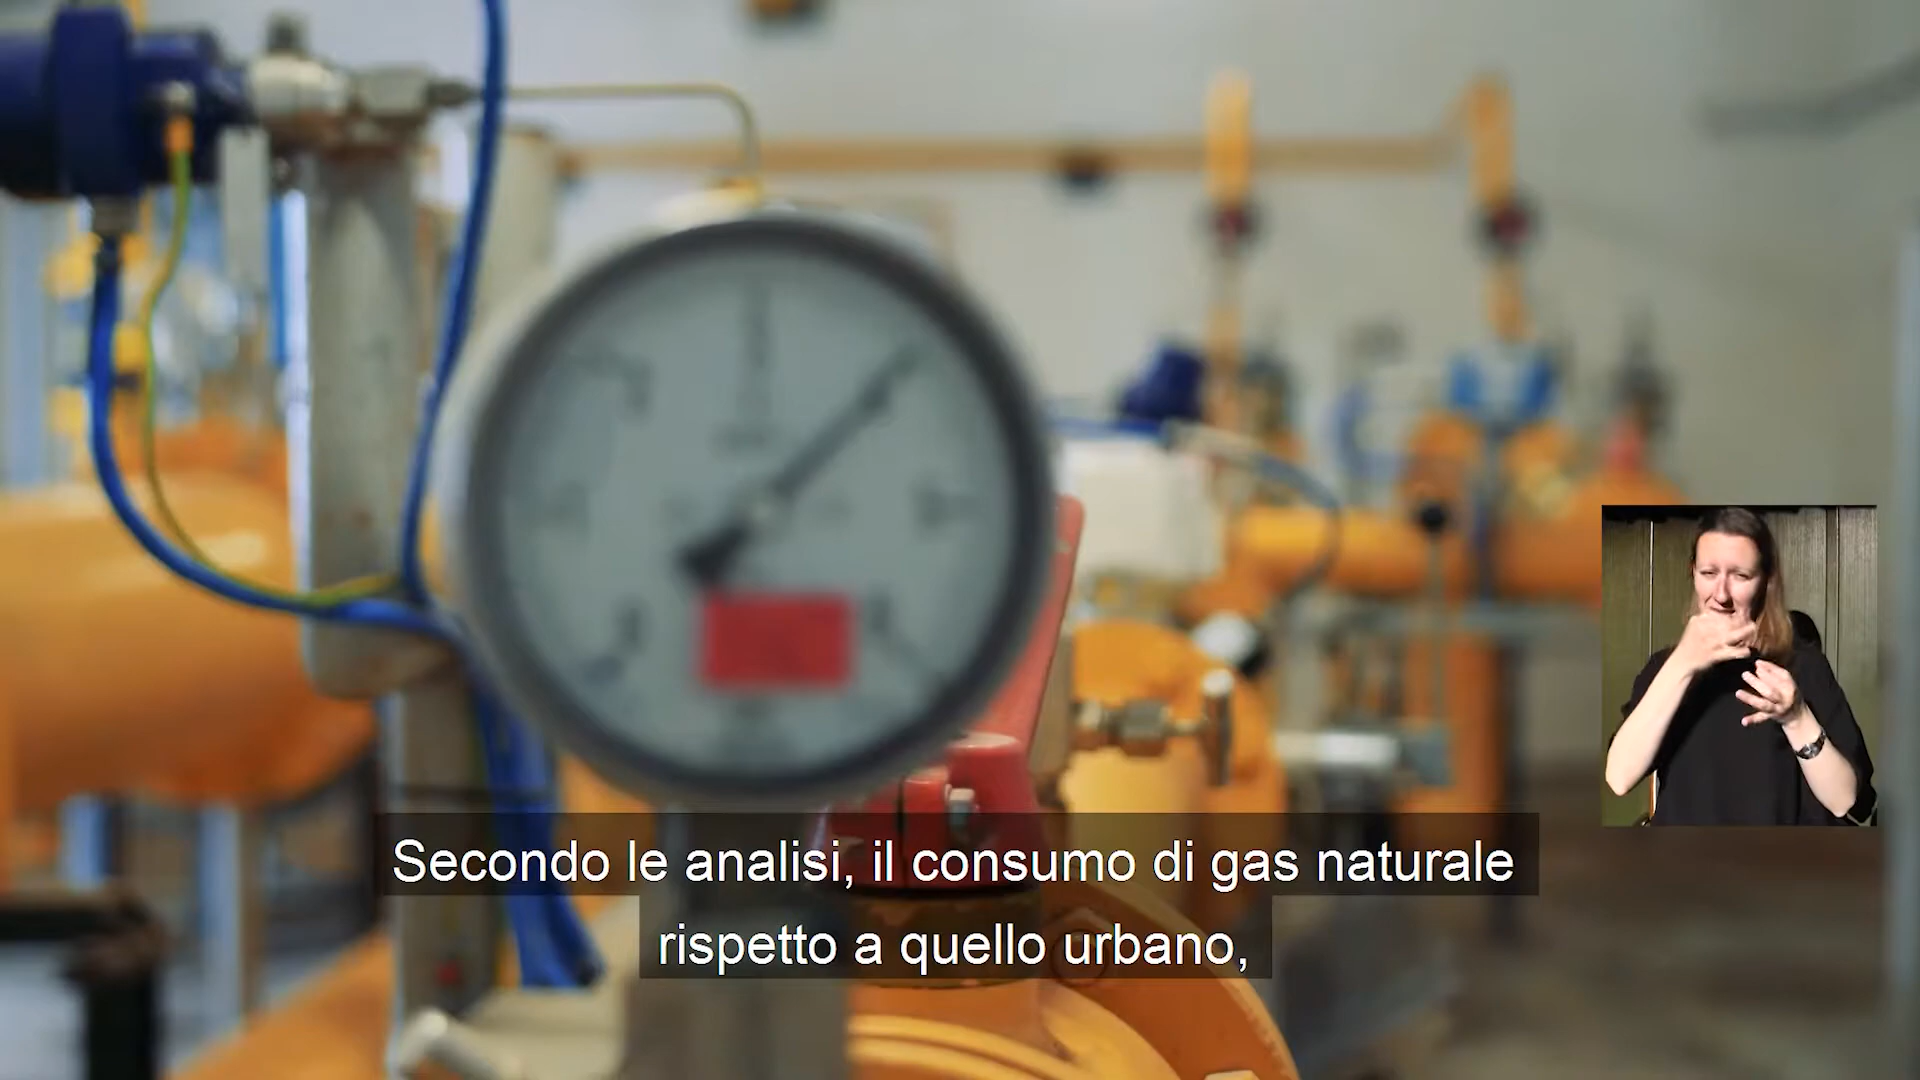 Secondo le analisi, il consumo di gas naturale
rispetto a quello urbano,